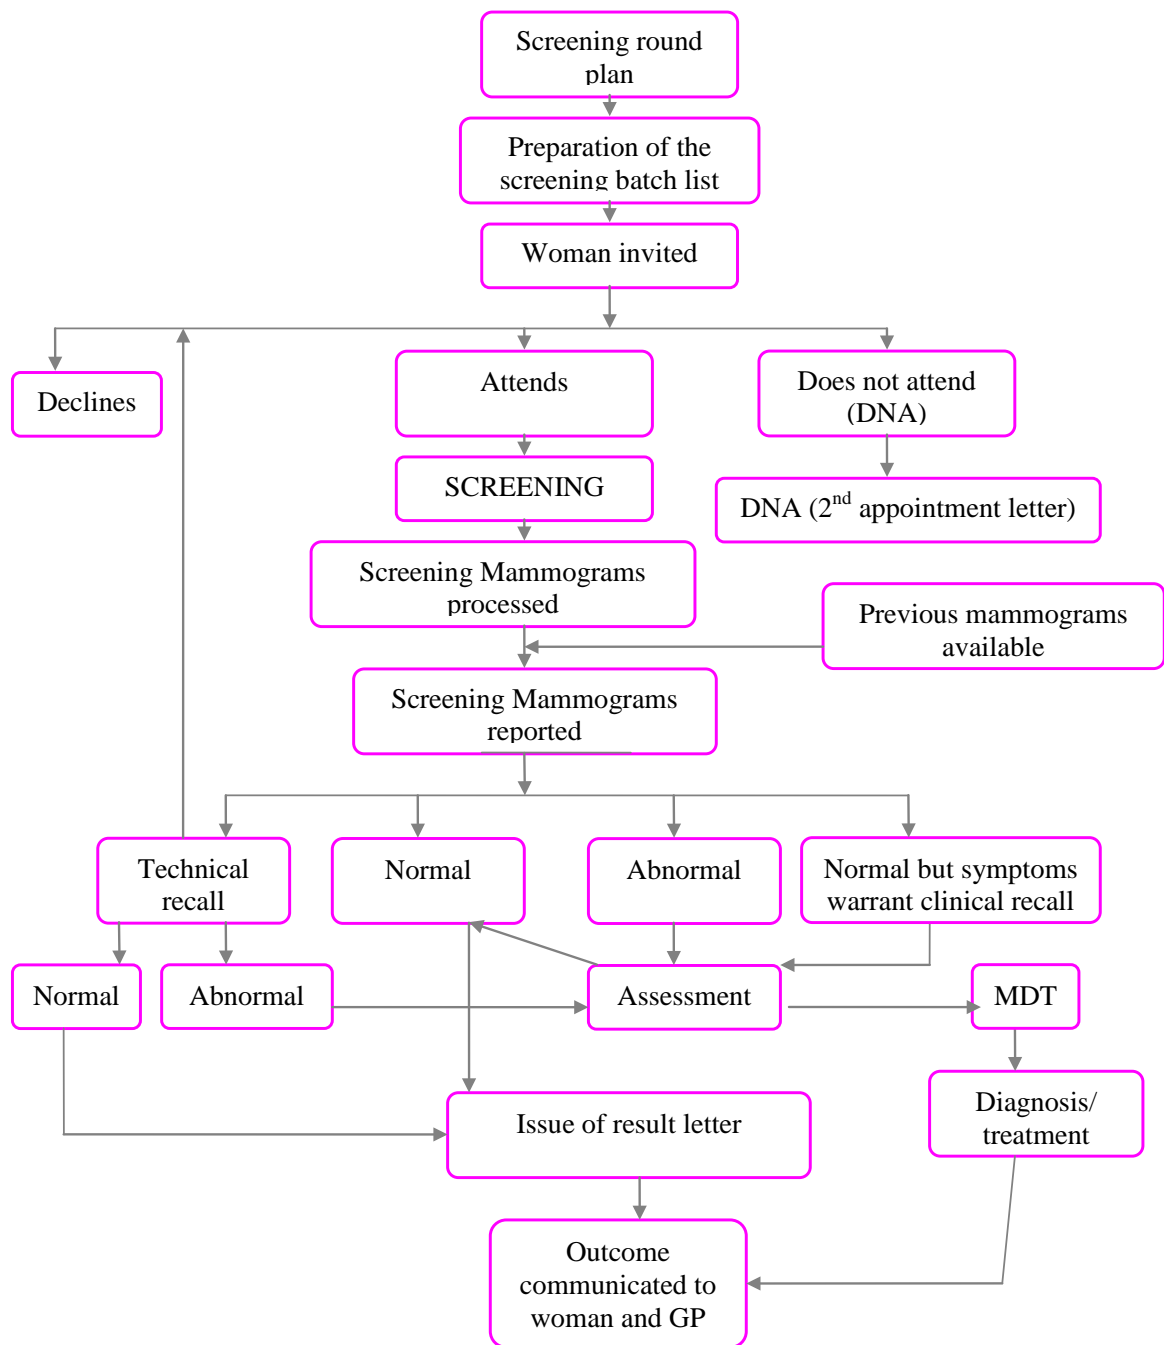 Screening round
plan
Preparation of the
screening batch list
Woman invited
Declines
Attends
Does not attend
(DNA)
SCREENING
DNA (2nd appointment letter)
Screening Mammograms
processed
Previous mammograms
available
Screening Mammograms
reported
Technical
recall
Normal
Abnormal
Normal but symptoms
warrant clinical recall
Normal
Abnormal
Assessment
MDT
Issue of result letter
Diagnosis/
treatment
Outcome
communicated to
woman and GP